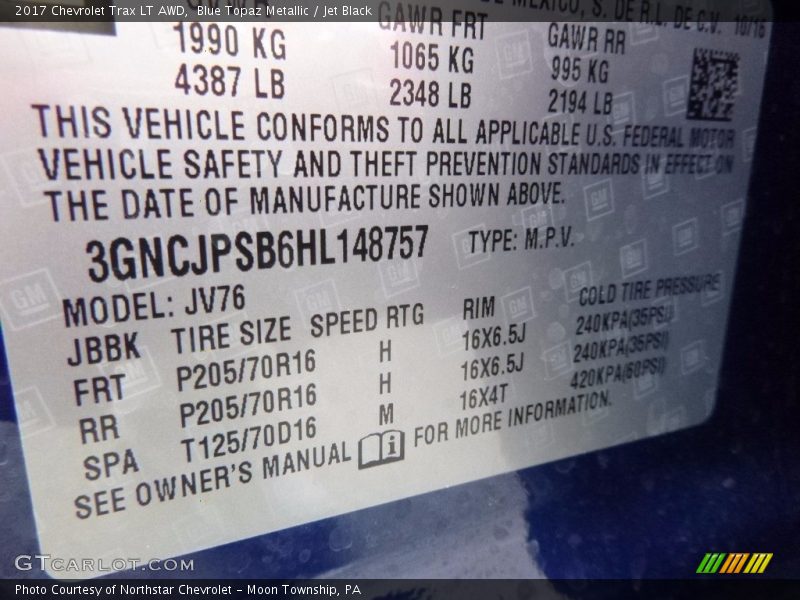 2017 Chevrolet Trax LT AWD, Blue Topaz Metallic / Jet Black
MEXICO, S. DE R.L. DE C.V. 10/16
GAWR FRT GAWR RR
1990 KG 1065 KG 995 KG
4387 LB 2348 LB 2194 LB
THIS VEHICLE CONFORMS TO ALL APPLICABLE U.S. FEDERAL MOTOR
VEHICLE SAFETY AND THEFT PREVENTION STANDARDS IN EFFECT ON
THE DATE OF MANUFACTURE SHOWN ABOVE.
3GNCJPSB6HL148757 TYPE: M.P.V.
MODEL: JV76
JBBK TIRE SIZE SPEED RTG RIM COLD TIRE PRESSURE
FRT P205/70R16 H 16X6.5J 240KPA(35PSI)
RR P205/70R16 H 16X6.5J 240KPA(35PSI)
SPA T125/70D16 M 16X4T 420KPA(60PSI)
SEE OWNER'S MANUAL FOR MORE INFORMATION.
GTCARLOT.COM
Photo Courtesy of Northstar Chevrolet - Moon Township, PA